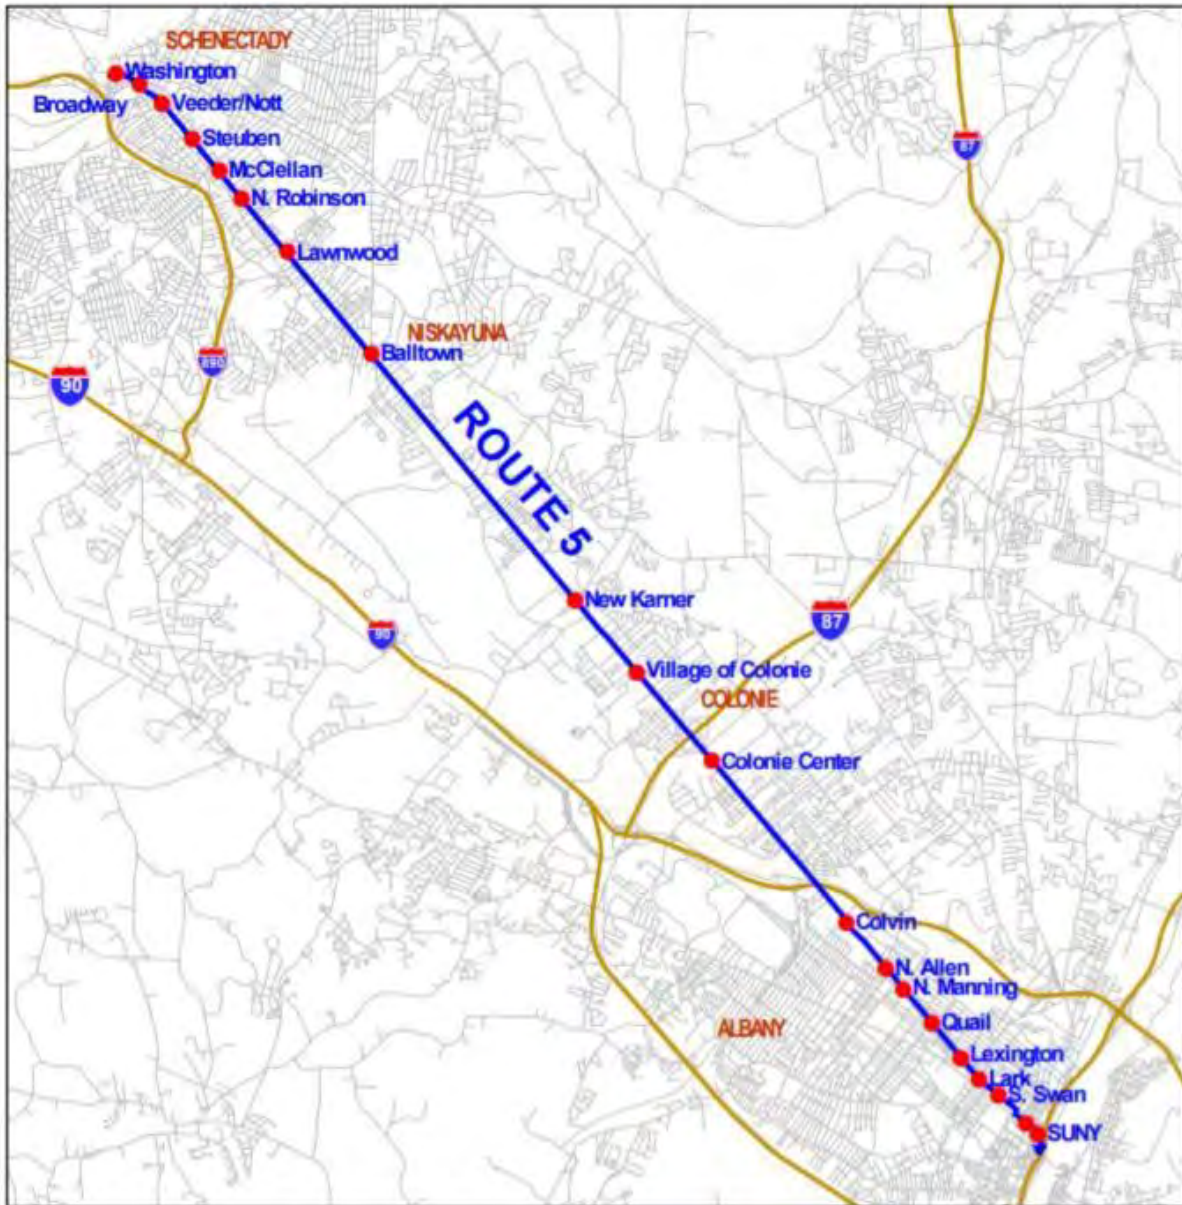 SCHENECTADY
Washington
Broadway
Veeder/Nott
Steuben
McClellan
N. Robinson
Lawnwood
87
NISKAYUNA
Balltown
890
90
ROUTE 5
New Karner
87
90
Village of Colonie
COLONIE
Colonie Center
Colvin
N. Allen
N. Manning
Quail
ALBANY
Lexington
Lark
S. Swan
SUNY